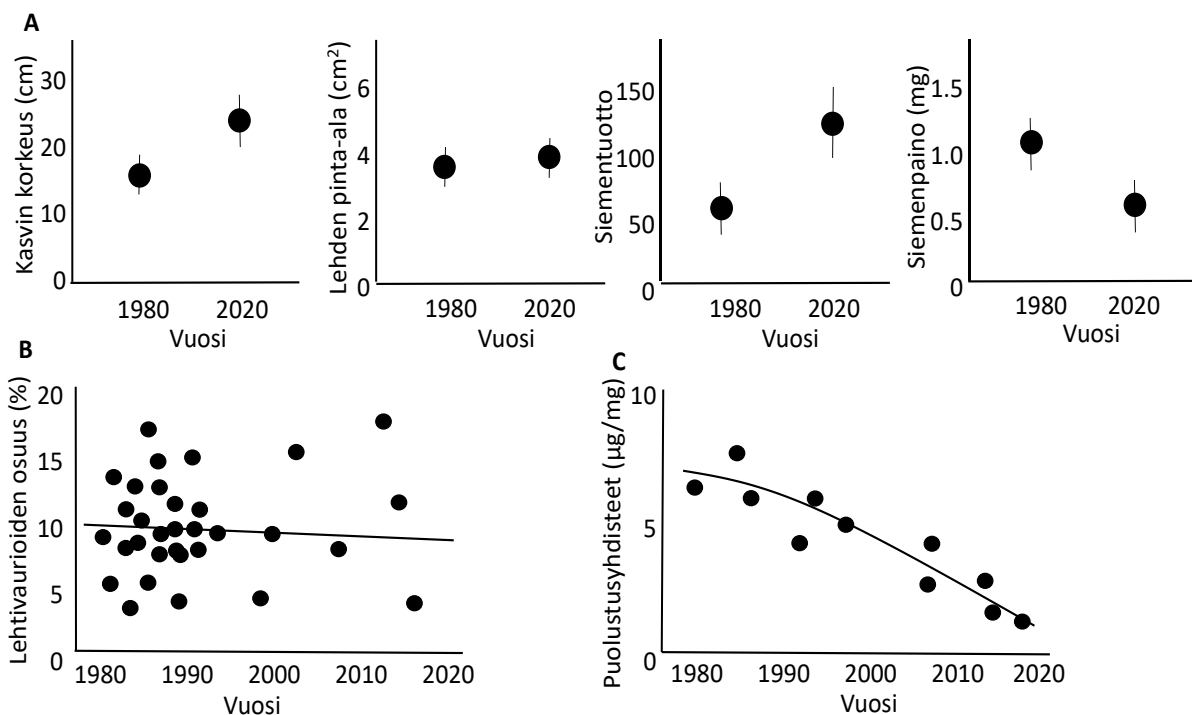 A
Kasvin korkeus (cm)
30
20
10
0
1980 2020
Vuosi
Lehden pinta-ala (cm²)
6
4
2
0
1980 2020
Vuosi
Siementuotto
150
100
50
0
1980 2020
Vuosi
Siemenpaino (mg)
1.5
1.0
0.5
0
1980 2020
Vuosi
B
Lehtivaurioiden osuus (%)
20
15
10
5
0
1980 1990 2000 2010 2020
Vuosi
C
Puolustusyhdisteet (µg/mg)
10
5
0
1980 1990 2000 2010 2020
Vuosi